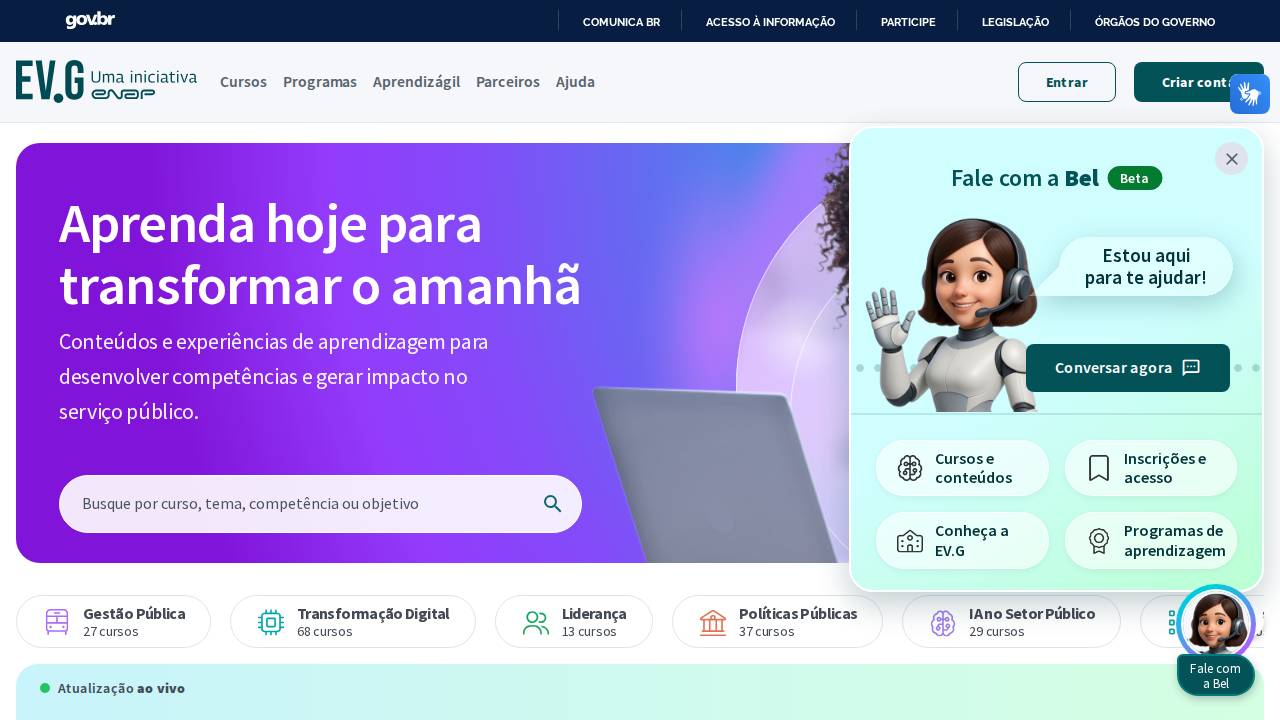 gov.br
COMUNICA BR
ACESSO À INFORMAÇÃO
PARTICIPE
LEGISLAÇÃO
ÓRGÃOS DO GOVERNO
EV.G Uma iniciativa
enap
Cursos
Programas
Aprendizágil
Parceiros
Ajuda
Entrar
Criar cont
Aprenda hoje para
transformar o amanhã
Conteúdos e experiências de aprendizagem para
desenvolver competências e gerar impacto no
serviço público.
Busque por curso, tema, competência ou objetivo
Fale com a Bel Beta
Estou aqui
para te ajudar!
Conversar agora
Cursos e
conteúdos
Inscrições e
acesso
Conheça a
EV.G
Programas de
aprendizagem
Gestão Pública
27 cursos
Transformação Digital
68 cursos
Liderança
13 cursos
Políticas Públicas
37 cursos
IA no Setor Público
29 cursos
Fale com
a Bel
Atualização ao vivo